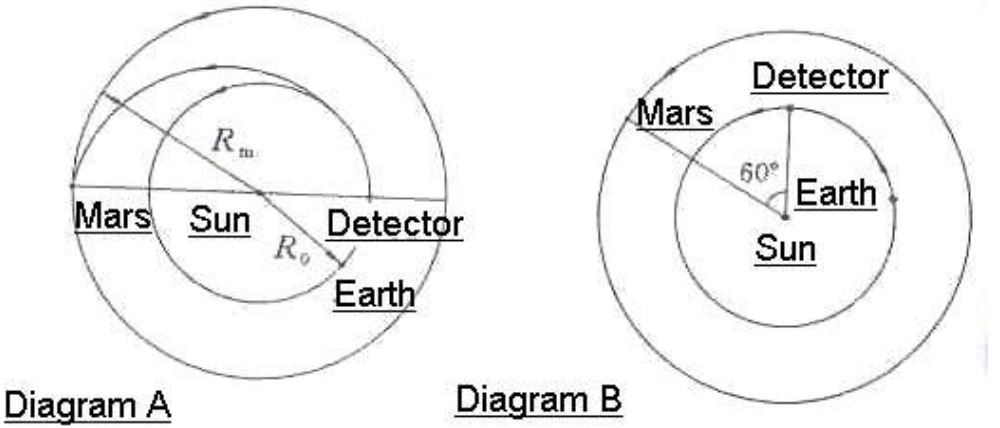 R_m
Mars
Sun
Detector
R_0
Earth
Diagram A
Detector
Mars
60°
Earth
Sun
Diagram B